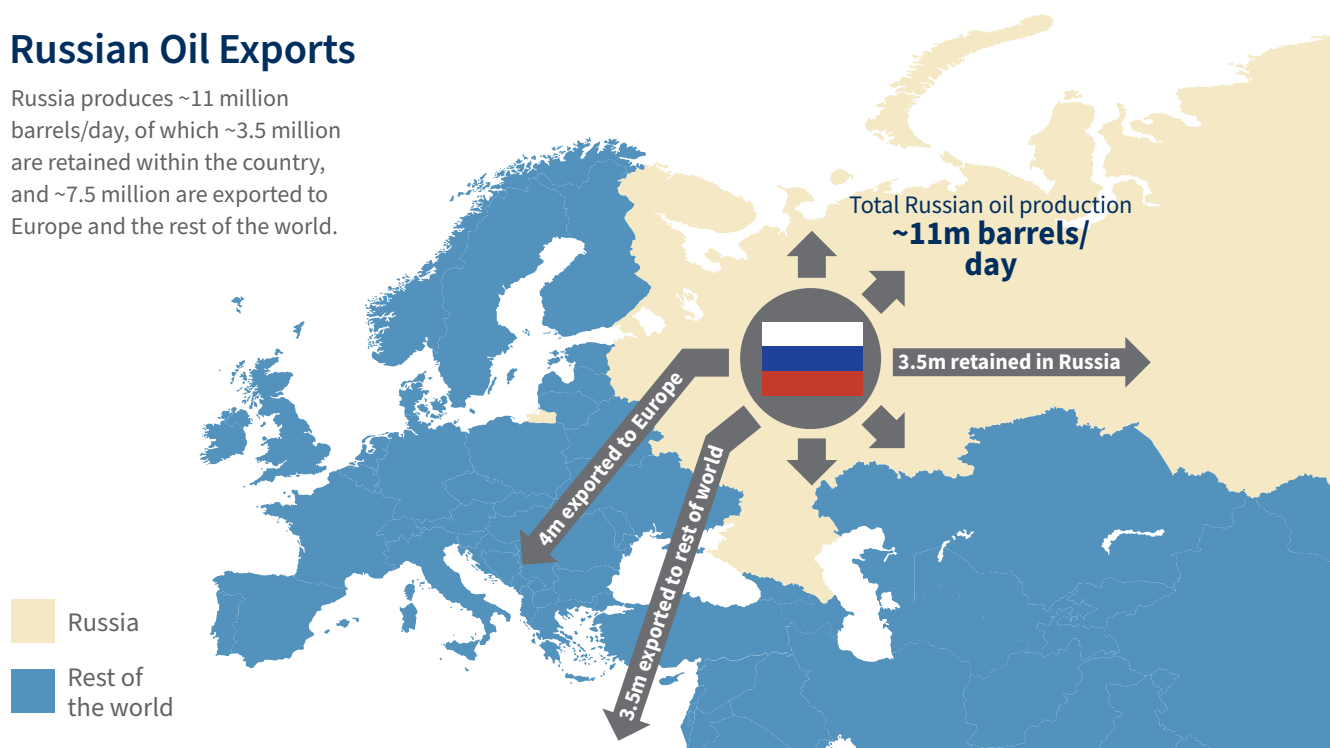 Russian Oil Exports
Russia produces ~11 million
barrels/day, of which ~3.5 million
are retained within the country,
and ~7.5 million are exported to
Europe and the rest of the world.
Total Russian oil production
~11m barrels/
day
3.5m retained in Russia
4m exported to Europe
3.5m exported to rest of world
Russia
Rest of
the world